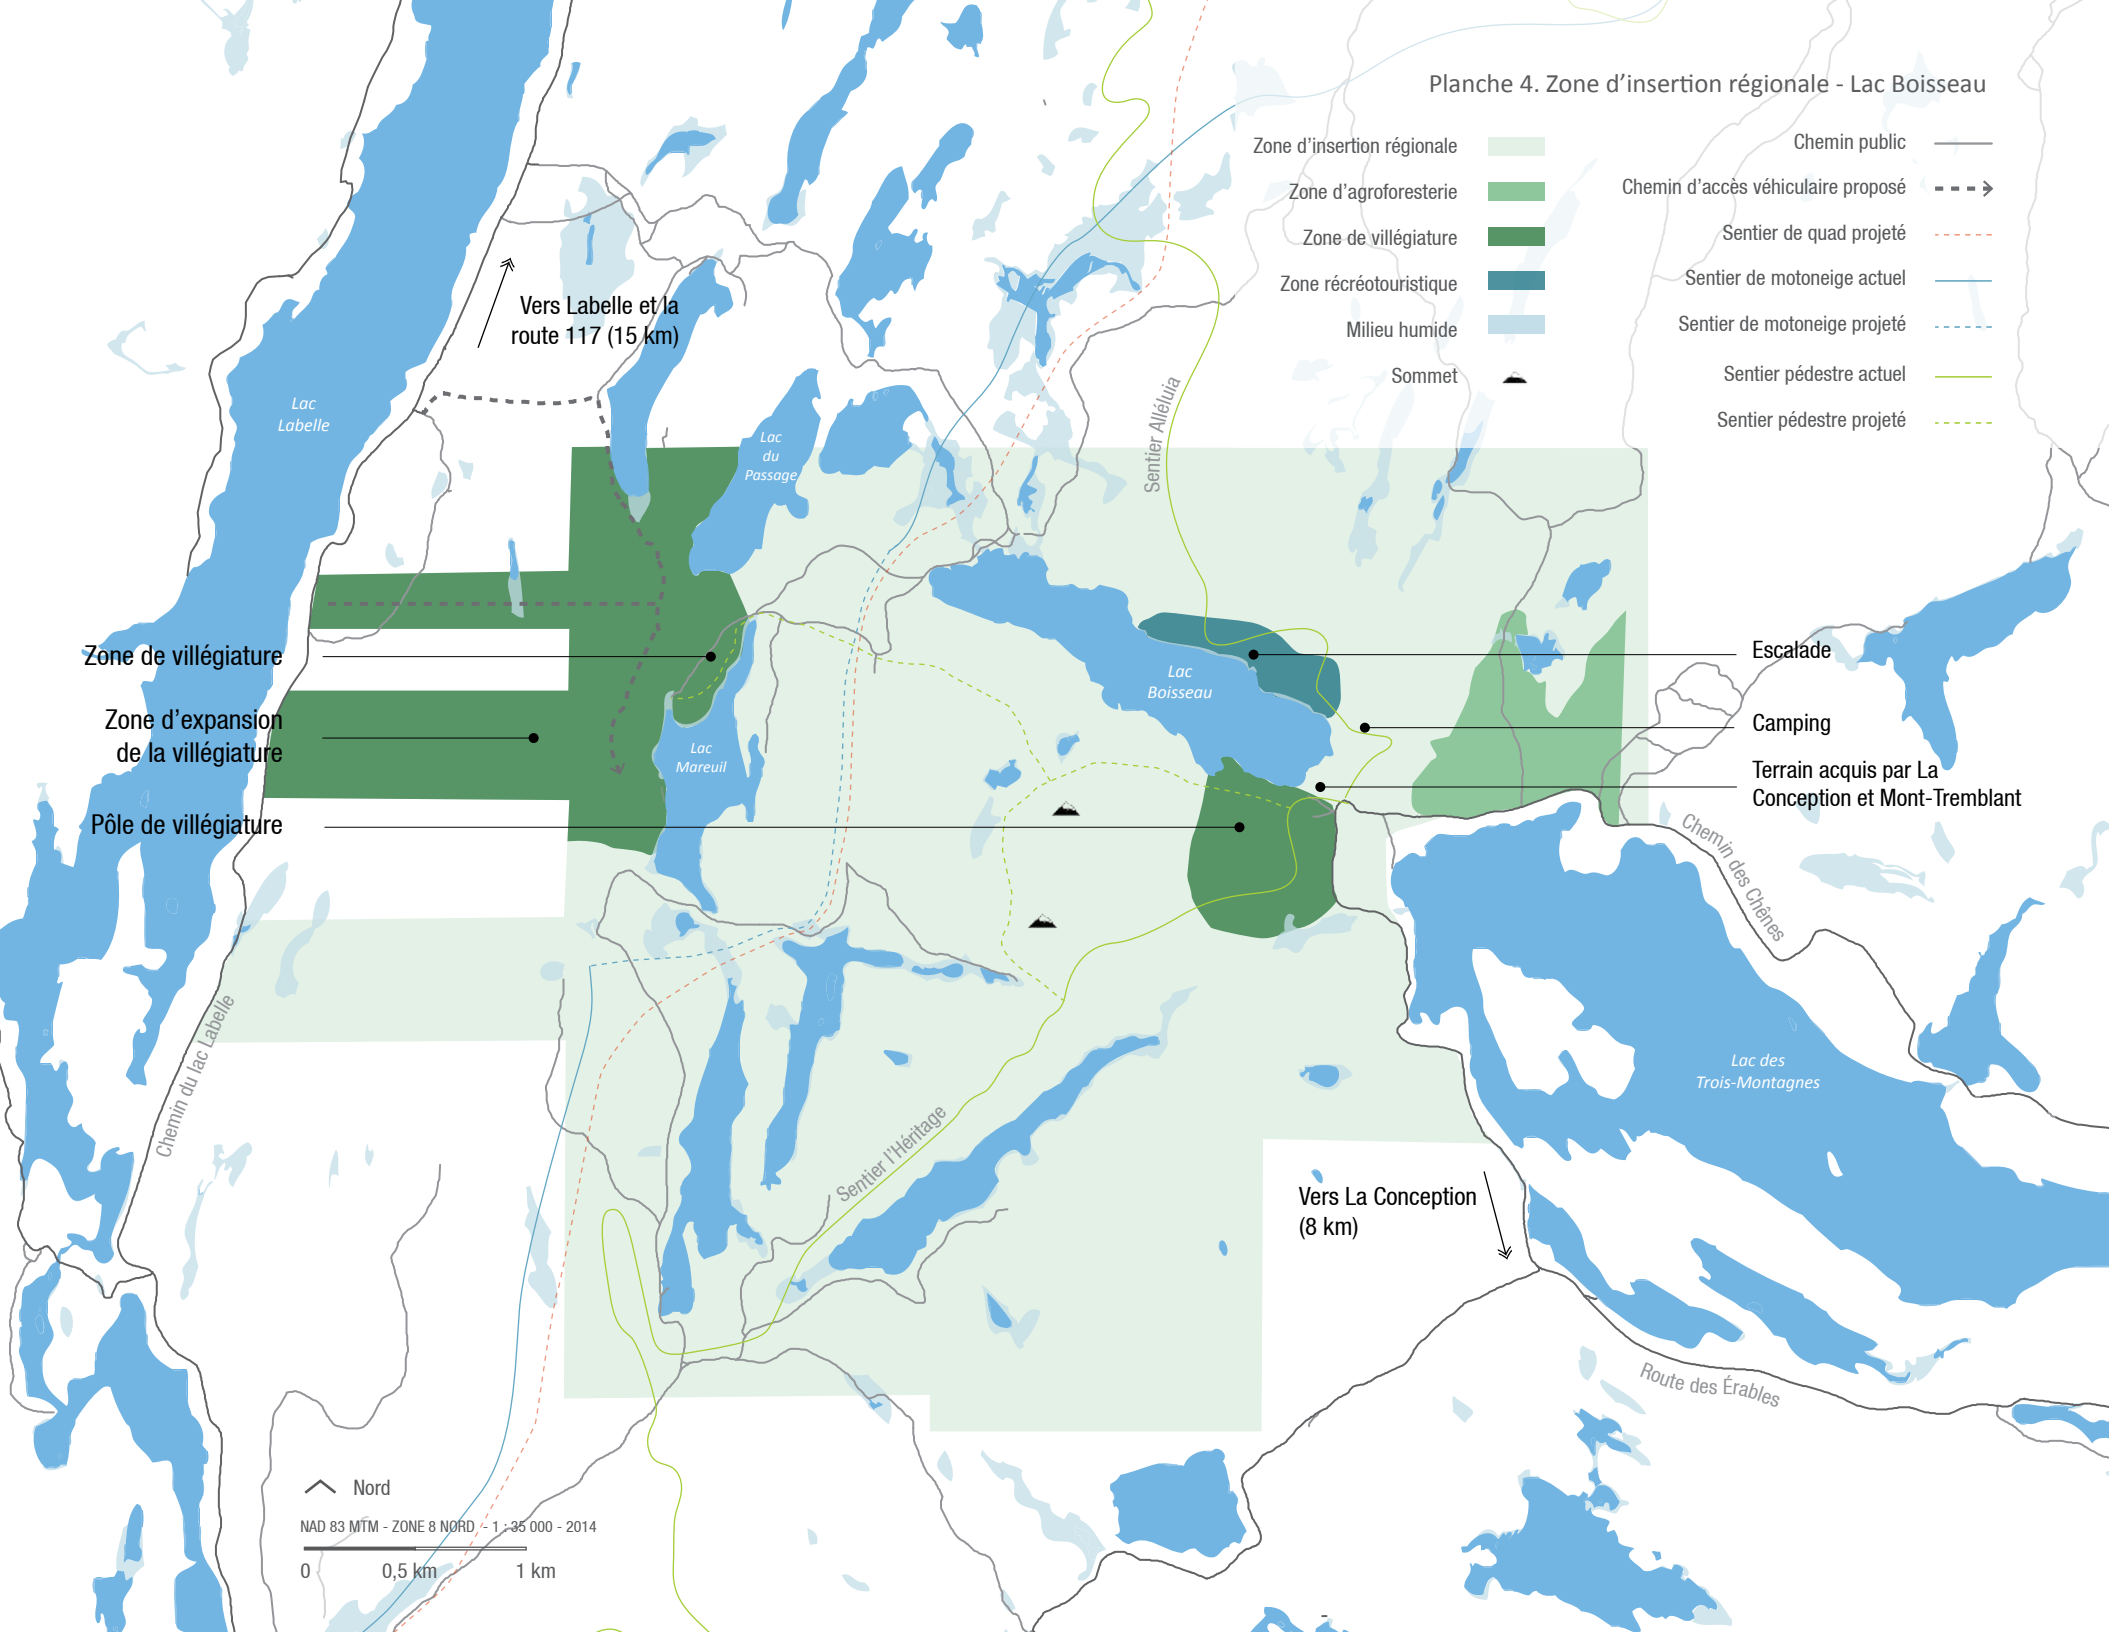 Planche 4. Zone d'insertion régionale - Lac Boisseau
Zone d'insertion régionale
Zone d'agroforesterie
Zone de villégiature
Zone récréotouristique
Milieu humide
Sommet
Chemin public
Chemin d'accès véhiculaire proposé
Sentier de quad projeté
Sentier de motoneige actuel
Sentier de motoneige projeté
Sentier pédestre actuel
Sentier pédestre projeté
Vers Labelle et la
route 117 (15 km)
Lac
Labelle
Lac
du
Passage
Sentier Alléluia
Zone de villégiature
Zone d'expansion
de la villégiature
Pôle de villégiature
Lac
Boisseau
Lac
Mareuil
Escalade
Camping
Terrain acquis par La
Conception et Mont-Tremblant
Chemin des Chênes
Chemin du lac Labelle
Lac des
Trois-Montagnes
Sentier l'Héritage
Vers La Conception
(8 km)
Route des Érables
Nord
NAD 83 MTM - ZONE 8 NORD - 1 : 35 000 - 2014
0 0,5 km 1 km